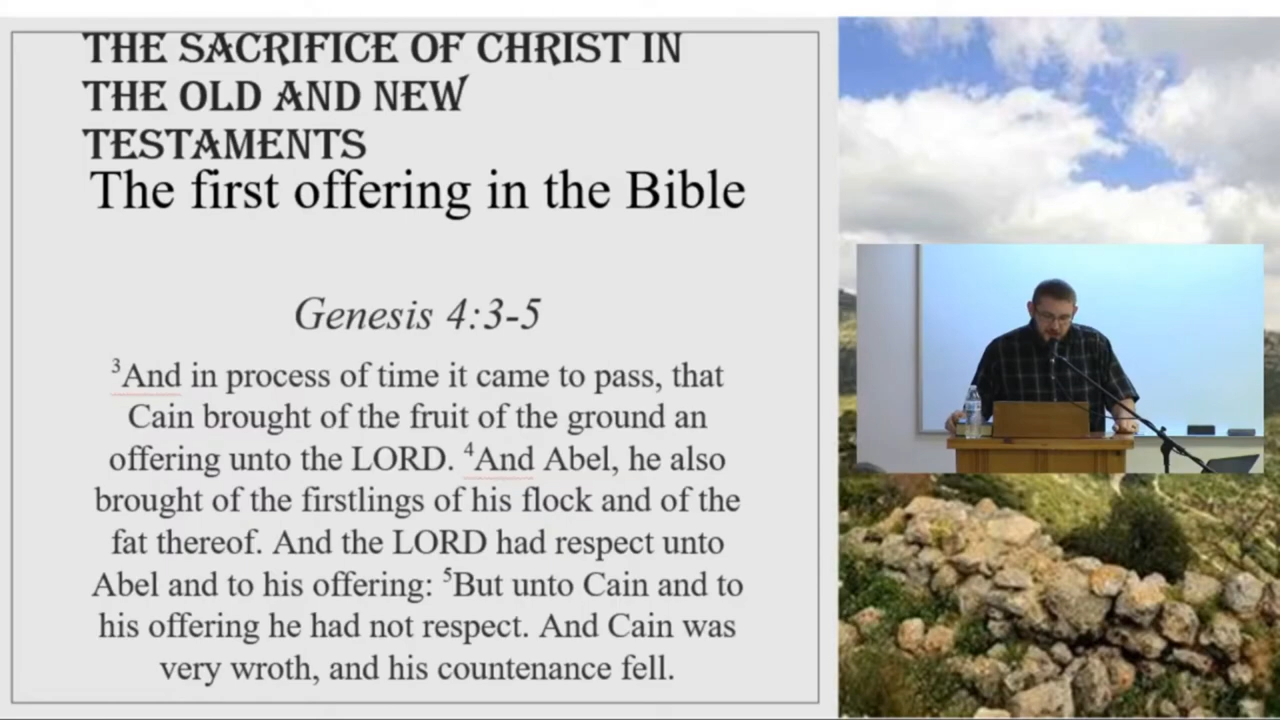 THE SACRIFICE OF CHRIST IN
THE OLD AND NEW
TESTAMENTS
The first offering in the Bible
Genesis 4:3-5
³And in process of time it came to pass, that
Cain brought of the fruit of the ground an
offering unto the LORD. ⁴And Abel, he also
brought of the firstlings of his flock and of the
fat thereof. And the LORD had respect unto
Abel and to his offering: ⁵But unto Cain and to
his offering he had not respect. And Cain was
very wroth, and his countenance fell.